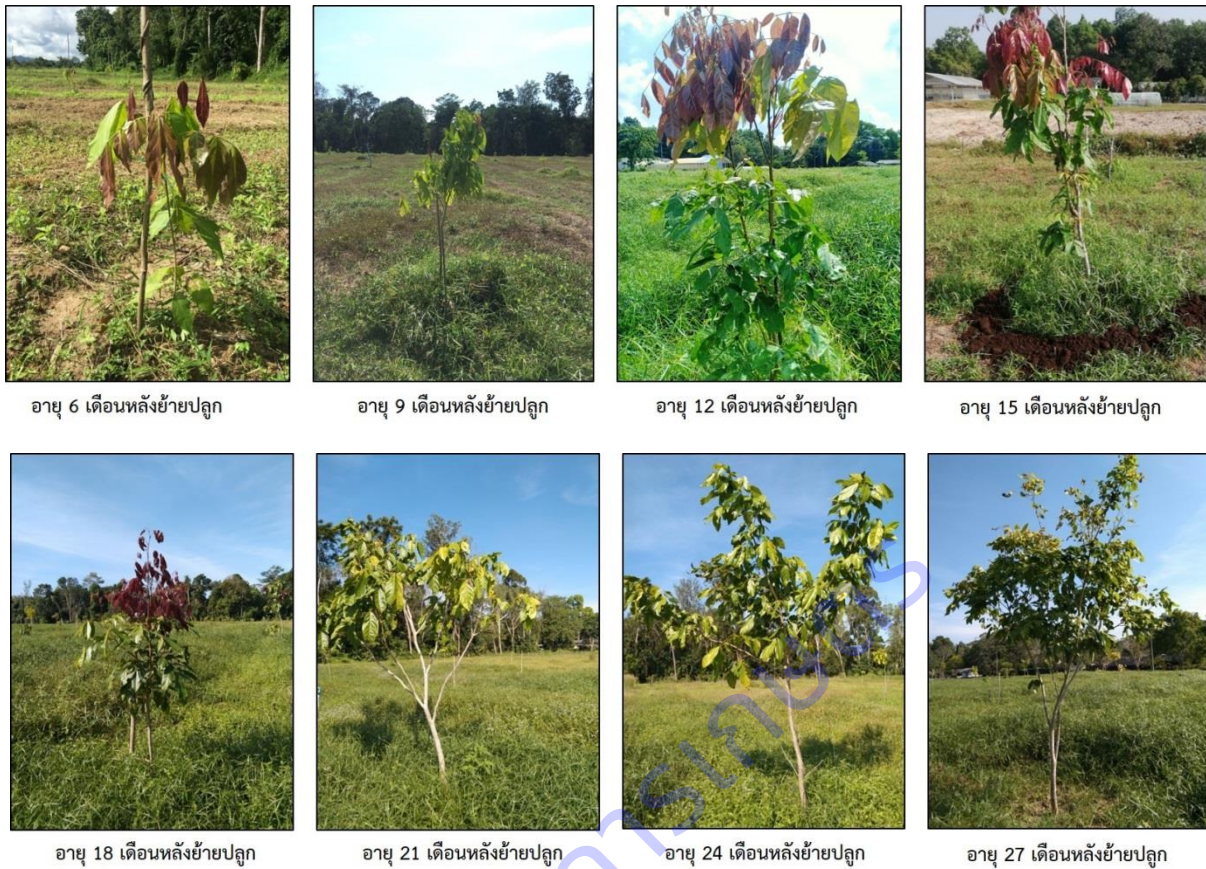 อายุ 6 เดือนหลังย้ายปลูก
อายุ 9 เดือนหลังย้ายปลูก
อายุ 12 เดือนหลังย้ายปลูก
อายุ 15 เดือนหลังย้ายปลูก
อายุ 18 เดือนหลังย้ายปลูก
อายุ 21 เดือนหลังย้ายปลูก
อายุ 24 เดือนหลังย้ายปลูก
อายุ 27 เดือนหลังย้ายปลูก